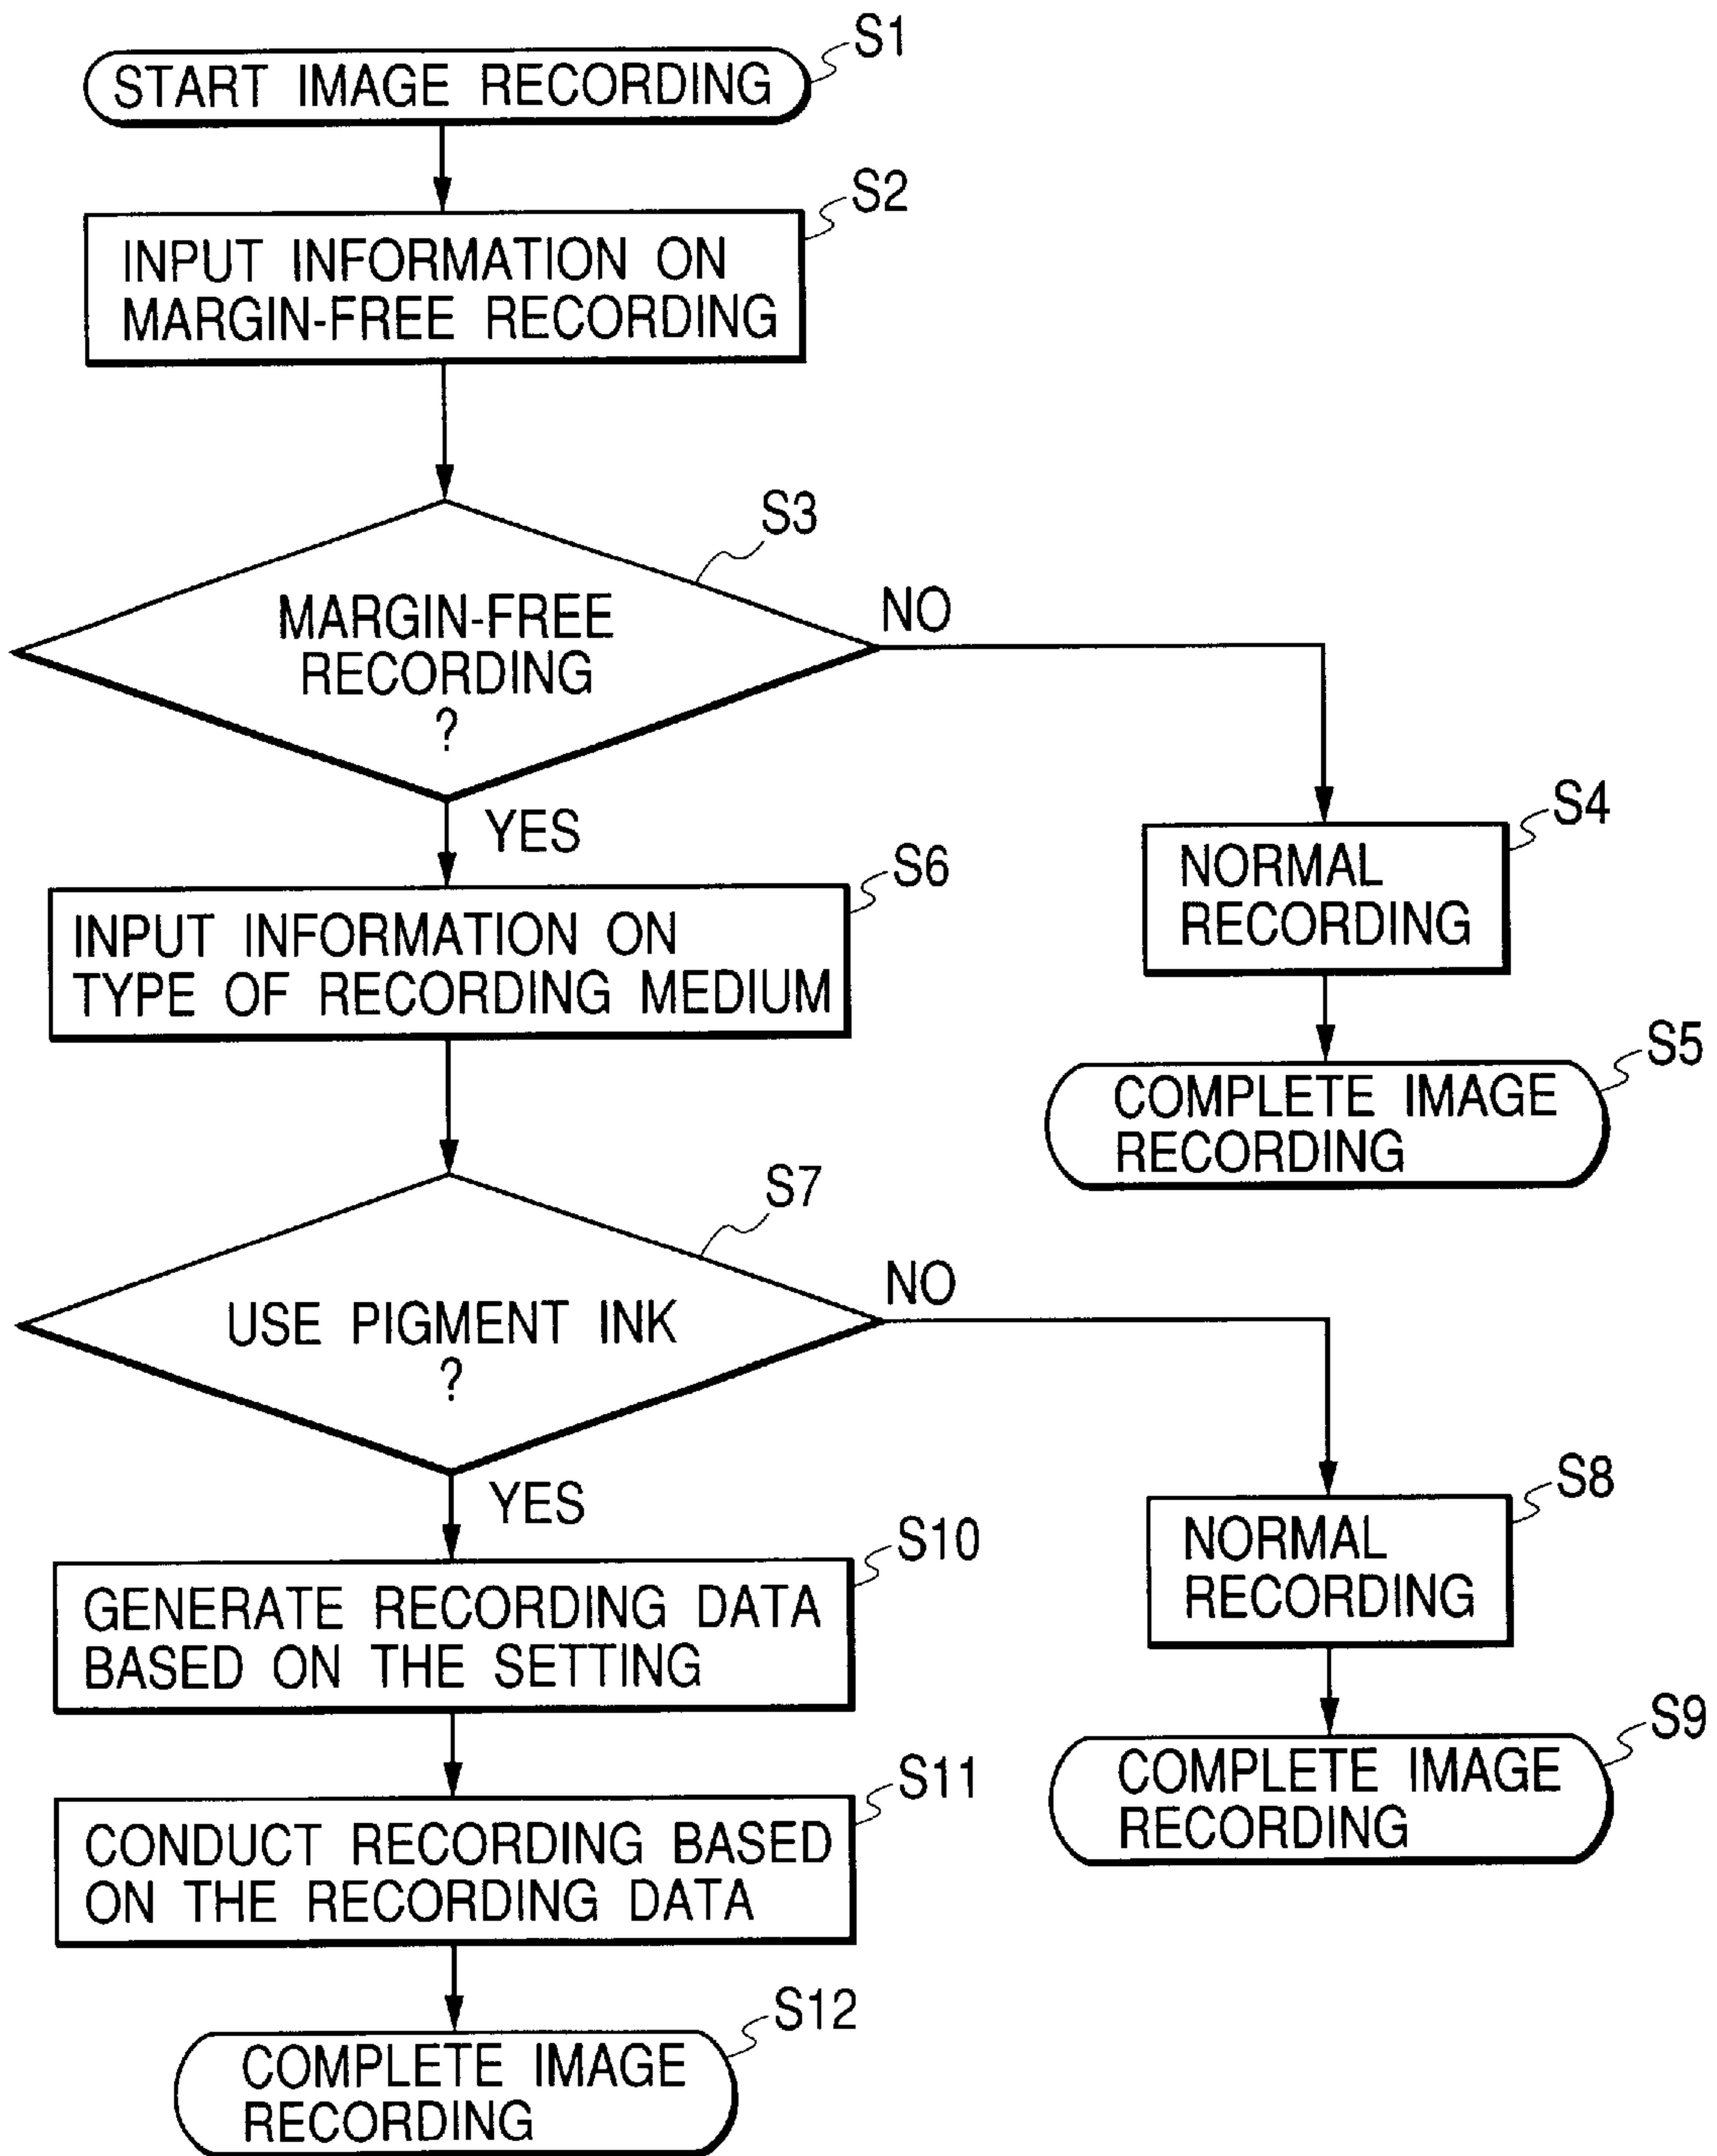 START IMAGE RECORDING
S1
INPUT INFORMATION ON
MARGIN-FREE RECORDING
S2
MARGIN-FREE
RECORDING
?
S3
NO
YES
NORMAL
RECORDING
S4
COMPLETE IMAGE
RECORDING
S5
INPUT INFORMATION ON
TYPE OF RECORDING MEDIUM
S6
USE PIGMENT INK
?
S7
NO
YES
NORMAL
RECORDING
S8
COMPLETE IMAGE
RECORDING
S9
GENERATE RECORDING DATA
BASED ON THE SETTING
S10
CONDUCT RECORDING BASED
ON THE RECORDING DATA
S11
COMPLETE IMAGE
RECORDING
S12